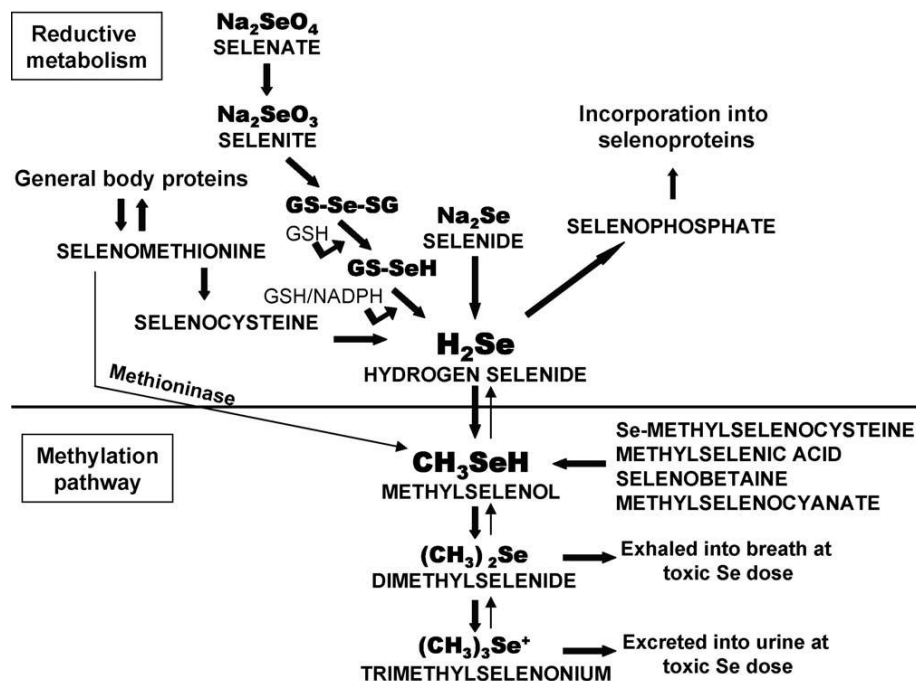 Reductive
metabolism
Na₂SeO₄
SELENATE
Na₂SeO₃
SELENITE
Incorporation into
selenoproteins
General body proteins
GS-Se-SG
Na₂Se
SELENIDE
SELENOPHOSPHATE
GSH
SELENOMETHIONINE
GS-SeH
GSH/NADPH
SELENOCYSTEINE
H₂Se
HYDROGEN SELENIDE
Methioninase
Methylation
pathway
CH₃SeH
METHYLSELENOL
Se-METHYLSELENOCYSTEINE
METHYLSELENIC ACID
SELENOBETAINE
METHYLSELENOCYANATE
(CH₃) ₂Se
DIMETHYLSELENIDE
Exhaled into breath at
toxic Se dose
(CH₃)₃Se⁺
TRIMETHYLSELENONIUM
Excreted into urine at
toxic Se dose